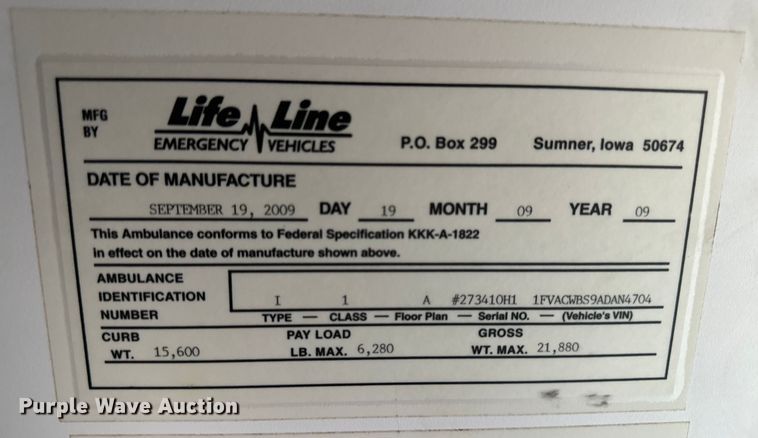 MFG BY
Life Line
EMERGENCY VEHICLES
P.O. Box 299 Sumner, Iowa 50674
DATE OF MANUFACTURE
SEPTEMBER 19, 2009 DAY 19 MONTH 09 YEAR 09
This Ambulance conforms to Federal Specification KKK-A-1822
in effect on the date of manufacture shown above.
AMBULANCE
IDENTIFICATION
NUMBER
I 1 A #273410H1 1FVACWBS9ADAN4704
TYPE — CLASS — Floor Plan — Serial NO. — (Vehicle's VIN)
CURB WT. 15,600 PAY LOAD LB. MAX. 6,280 GROSS WT. MAX. 21,880
Purple Wave Auction